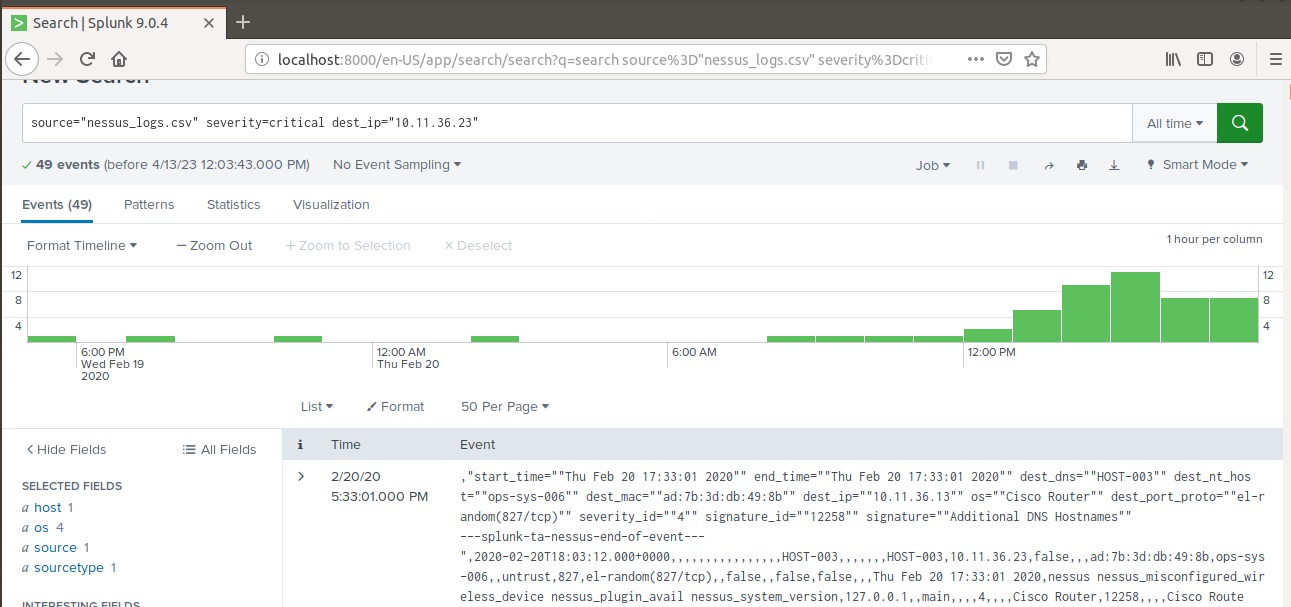 Search | Splunk 9.0.4
localhost:8000/en-US/app/search/search?q=search source%3D"nessus_logs.csv" severity%3Dcriti
New Search
source="nessus_logs.csv" severity=critical dest_ip="10.11.36.23"
All time
49 events (before 4/13/23 12:03:43.000 PM)
No Event Sampling
Job
Smart Mode
Events (49)
Patterns
Statistics
Visualization
Format Timeline
— Zoom Out
+ Zoom to Selection
× Deselect
1 hour per column
12
8
4
12
8
4
6:00 PM
Wed Feb 19
2020
12:00 AM
Thu Feb 20
6:00 AM
12:00 PM
List
Format
50 Per Page
< Hide Fields
All Fields
SELECTED FIELDS
a host 1
a os 4
a source 1
a sourcetype 1
INTERESTING FIELDS
i
Time
Event
>
2/20/20
5:33:01.000 PM
,"start_time=""Thu Feb 20 17:33:01 2020"" end_time=""Thu Feb 20 17:33:01 2020"" dest_dns=""HOST-003"" dest_nt_hos
t=""ops-sys-006"" dest_mac=""ad:7b:3d:db:49:8b"" dest_ip=""10.11.36.13"" os=""Cisco Router"" dest_port_proto=""el-r
andom(827/tcp)"" severity_id=""4"" signature_id=""12258"" signature=""Additional DNS Hostnames""
---splunk-ta-nessus-end-of-event---
",2020-02-20T18:03:12.000+0000,,,,,,,,,,,,,,,,HOST-003,,,,,,,HOST-003,10.11.36.23,false,,,ad:7b:3d:db:49:8b,ops-sys
-006,,untrust,827,el-random(827/tcp),,false,,false,false,,,Thu Feb 20 17:33:01 2020,nessus nessus_misconfigured_wir
eless_device nessus_plugin_avail nessus_system_version,127.0.0.1,,main,,,,4,,,,Cisco Router,12258,,,,Cisco Route